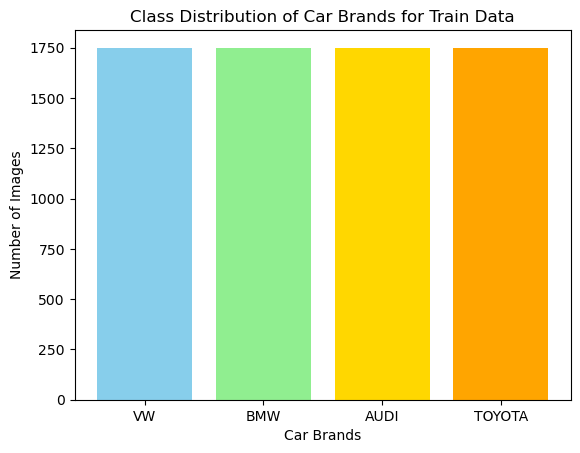 Class Distribution of Car Brands for Train Data
1750
1500
1250
1000
750
500
250
0
Number of Images
VW BMW AUDI TOYOTA
Car Brands